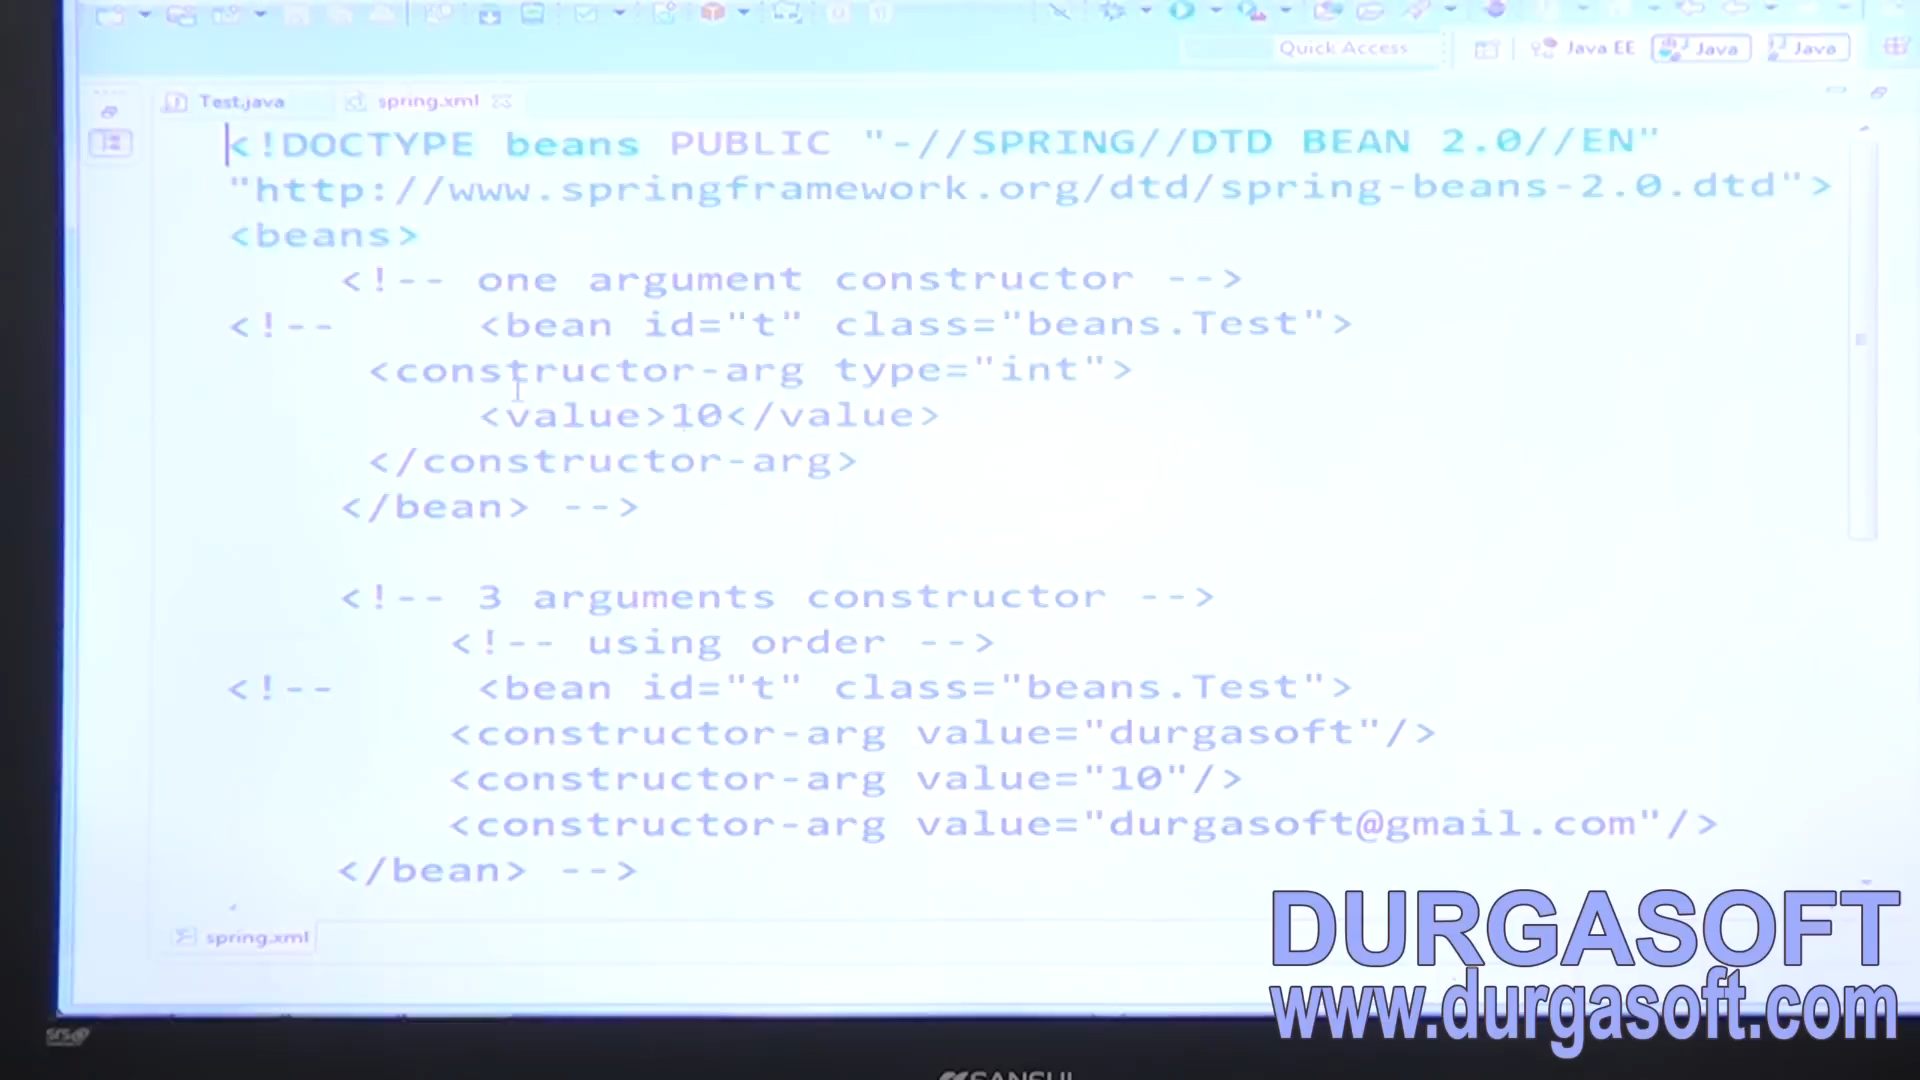 Quick Access
Java EE
Java
Java
Test.java
spring.xml
<!DOCTYPE beans PUBLIC "-//SPRING//DTD BEAN 2.0//EN"
"http://www.springframework.org/dtd/spring-beans-2.0.dtd">
<beans>
<!-- one argument constructor -->
<!-- <bean id="t" class="beans.Test">
<constructor-arg type="int">
<value>10</value>
</constructor-arg>
</bean> -->
<!-- 3 arguments constructor -->
<!-- using order -->
<!-- <bean id="t" class="beans.Test">
<constructor-arg value="durgasoft"/>
<constructor-arg value="10"/>
<constructor-arg value="durgasoft@gmail.com"/>
</bean> -->
spring.xml
DURGASOFT
www.durgasoft.com
SRS
SANSUI